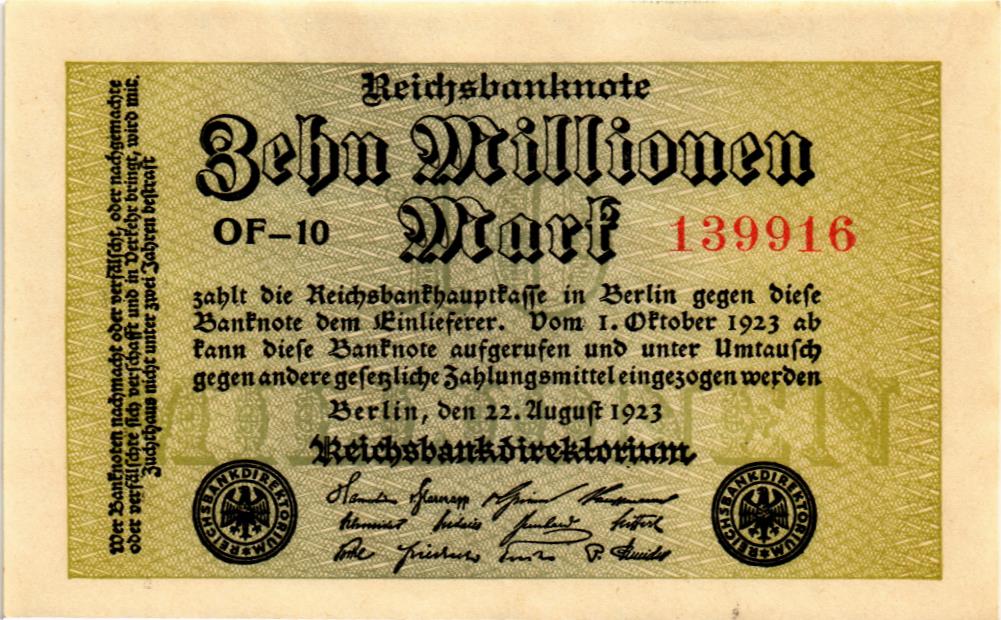 Reichsbanknote
Zehn Millionen
Mark
OF–10
139916
zahlt die Reichsbankhauptkasse in Berlin gegen diese
Banknote dem Einlieferer. Vom 1. Oktober 1923 ab
kann diese Banknote aufgerufen und unter Umtausch
gegen andere gesetzliche Zahlungsmittel eingezogen werden
Berlin, den 22. August 1923
Reichsbankdirektorium
REICHSBANKDIREKTORIUM
REICHSBANKDIREKTORIUM
Wer Banknoten nachmacht oder verfälscht, oder nachgemachte
oder verfälschte sich verschafft und in Verkehr bringt, wird mit
Zuchthaus nicht unter zwei Jahren bestraft
10